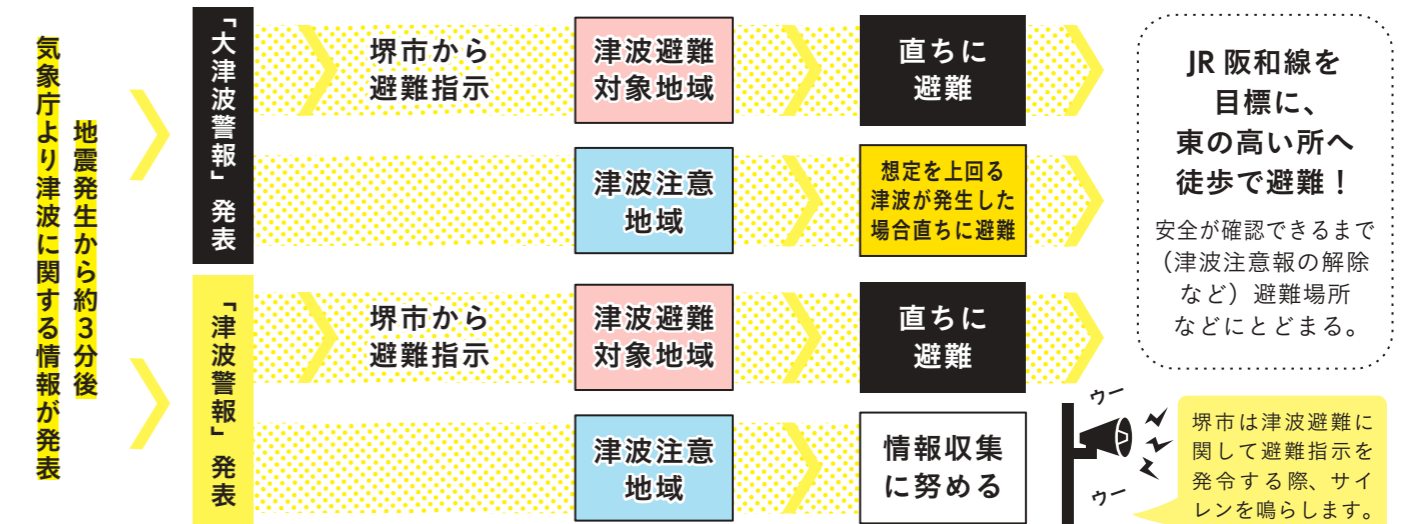 地震発生から約3分後
気象庁より津波に関する情報が発表
「大津波警報」発表
堺市から
避難指示
津波避難
対象地域
直ちに
避難
津波注意
地域
想定を上回る
津波が発生した
場合直ちに避難
「津波警報」発表
堺市から
避難指示
津波避難
対象地域
直ちに
避難
津波注意
地域
情報収集
に努める
JR 阪和線を
目標に、
東の高い所へ
徒歩で避難！
安全が確認できるまで
（津波注意報の解除
など）避難場所
などにとどまる。
ウー
ウー
堺市は津波避難に
関して避難指示を
発令する際、サイ
レンを鳴らします。